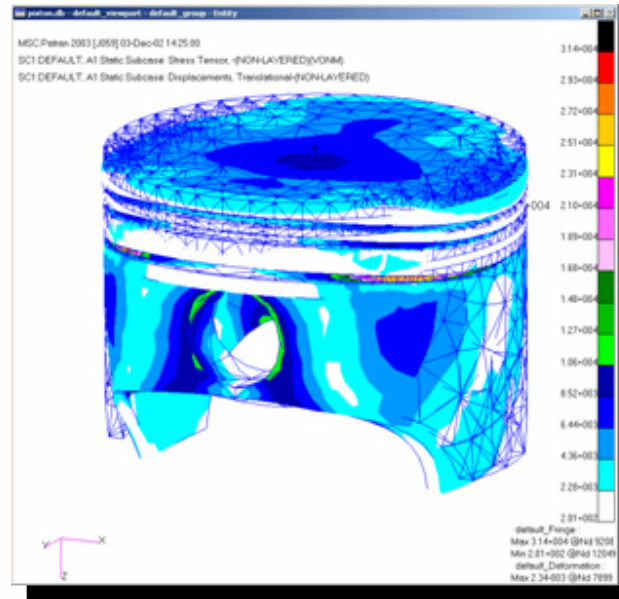 piston.db - default_viewport - default_group - Entity
MSC.Patran 2003 [J059] 03-Dec-02 14:25:00
SC1:DEFAULT, A1:Static Subcase: Stress Tensor, -(NON-LAYERED)(VONM)
SC1:DEFAULT, A1:Static Subcase: Displacements, Translational-(NON-LAYERED)
3.14+004
2.93+004
2.72+004
2.51+004
2.31+004
004 2.10+004
1.89+004
1.68+004
1.48+004
1.27+004
1.06+004
8.52+003
6.44+003
4.36+003
2.28+003
2.01+002
default_Fringe :
Max 3.14+004 @Nd 9208
Min 2.01+002 @Nd 12049
default_Deformation :
Max 2.34-003 @Nd 7899
Y X
Z